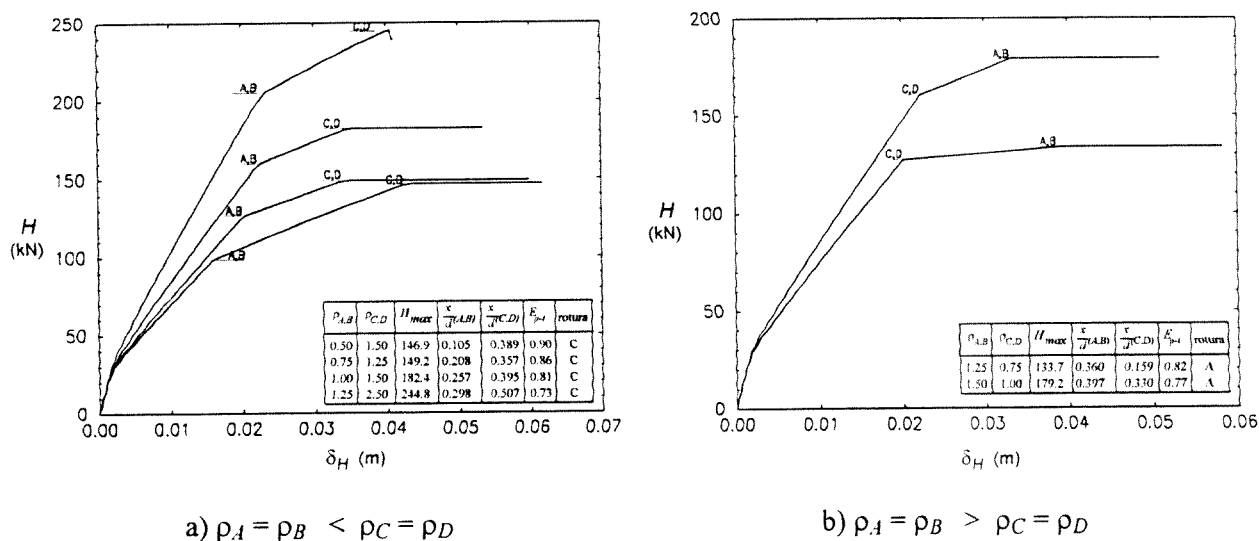 250
200
150
100
50
0
H
(kN)
C,D
A,B
A,B
C,D
A,B
C,D
C,D
A,B
ρA,B ρC,D Hmax x/d(A,B) x/d(C,D) rotura
0.50 1.50 146.9 0.105 0.389 0.90 C
0.75 1.25 149.2 0.208 0.357 0.86 C
1.00 1.50 182.4 0.257 0.395 0.81 C
1.25 2.50 244.8 0.298 0.507 0.73 C
0.00 0.01 0.02 0.03 0.04 0.05 0.06 0.07
δH (m)
a) ρA = ρB < ρC = ρD
200
150
100
50
0
H
(kN)
A,B
C,D
A,B
C,D
ρA,B ρC,D Hmax x/d(A,B) x/d(C,D) rotura
1.25 0.75 133.7 0.360 0.159 0.82 A
1.50 1.00 179.2 0.397 0.330 0.77 A
0.00 0.01 0.02 0.03 0.04 0.05 0.06
δH (m)
b) ρA = ρB > ρC = ρD